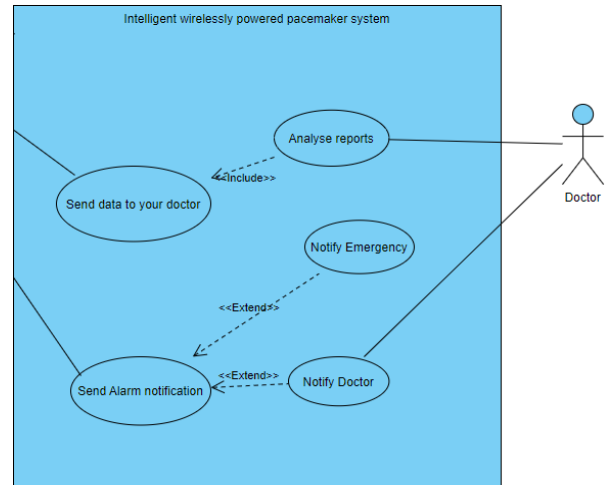 Intelligent wirelessly powered pacemaker system
Analyse reports
<<Include>>
Send data to your doctor
Doctor
Notify Emergency
<<Extend>>
<<Extend>>
Notify Doctor
Send Alarm notification